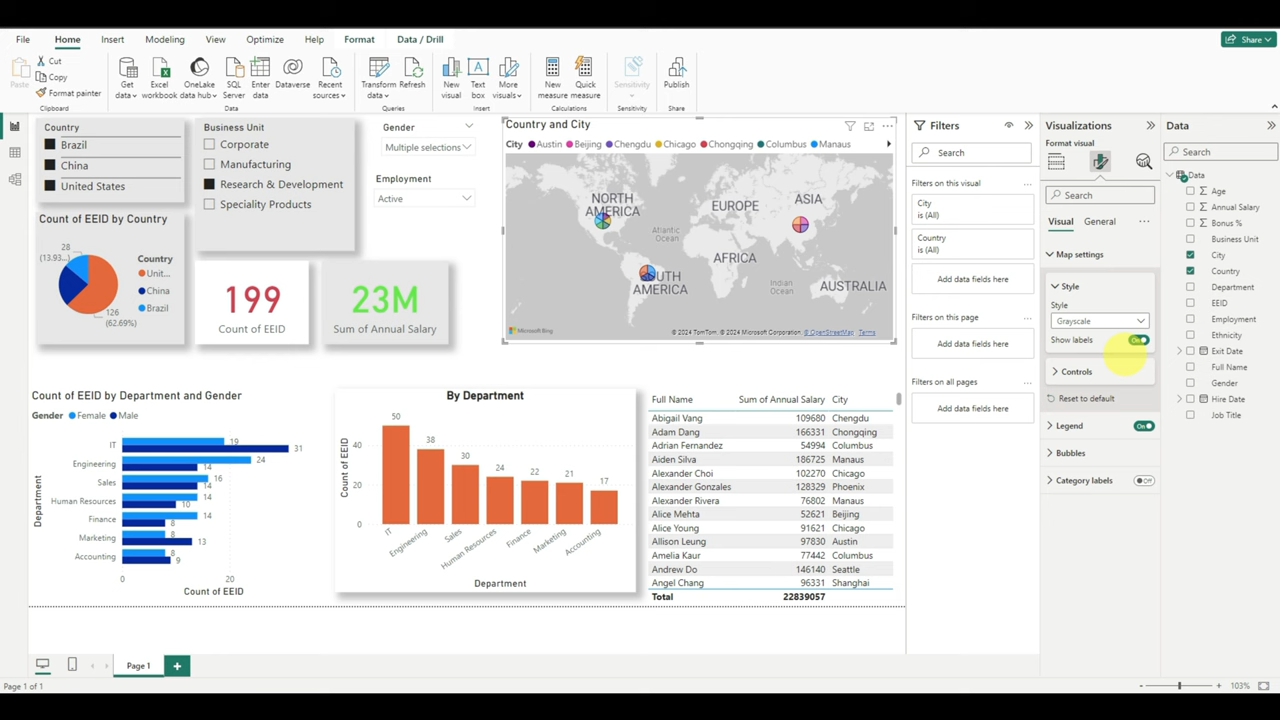 File Home Insert Modeling View Optimize Help Format Data / Drill Share
Paste Cut Copy Format painter
Get data Excel workbook OneLake data hub SQL Server Enter data Dataverse Recent sources Transform data Refresh New visual Text box More visuals New measure Quick measure Sensitivity Publish
Clipboard Data Queries Insert Calculations Sensitivity Share
Country
Brazil
China
United States
Business Unit
Corporate
Manufacturing
Research & Development
Speciality Products
Gender
Multiple selections
Employment
Active
Count of EEID by Country
28
(13.93...
126
(62.69%)
Country
Unit...
China
Brazil
199
Count of EEID
23M
Sum of Annual Salary
Country and City
City Austin Beijing Chengdu Chicago Chongqing Columbus Manaus
NORTH AMERICA
EUROPE
ASIA
Atlantic Ocean
AFRICA
UTH AMERICA
Indian Ocean
AUSTRALIA
Microsoft Bing
© 2024 TomTom, © 2024 Microsoft Corporation, © OpenStreetMap Terms
Count of EEID by Department and Gender
Gender Female Male
Department
IT 19 31
Engineering 24 14
Sales 16 14
Human Resources 14 10
Finance 14 8
Marketing 8 13
Accounting 8 9
0 20
Count of EEID
By Department
Count of EEID
40
20
0
50 38 30 24 22 21 17
IT Engineering Sales Human Resources Finance Marketing Accounting
Department
Full Name Sum of Annual Salary City
Abigail Vang 109680 Chengdu
Adam Dang 166331 Chongqing
Adrian Fernandez 54994 Columbus
Aiden Silva 186725 Manaus
Alexander Choi 102270 Chicago
Alexander Gonzales 128329 Phoenix
Alexander Rivera 76802 Manaus
Alice Mehta 52621 Beijing
Alice Young 91621 Chicago
Allison Leung 97830 Austin
Amelia Kaur 77442 Columbus
Andrew Do 146140 Seattle
Angel Chang 96331 Shanghai
Total 22839057
Filters
Search
Filters on this visual
City
is (All)
Country
is (All)
Add data fields here
Filters on this page
Add data fields here
Filters on all pages
Add data fields here
Visualizations
Format visual
Search
Visual General
Map settings
Style
Style
Grayscale
Show labels On
Controls
Reset to default
Legend On
Bubbles
Category labels Off
Data
Search
Data
Age
Annual Salary
Bonus %
Business Unit
City
Country
Department
EEID
Employment
Ethnicity
Exit Date
Full Name
Gender
Hire Date
Job Title
Page 1
Page 1 of 1
103%